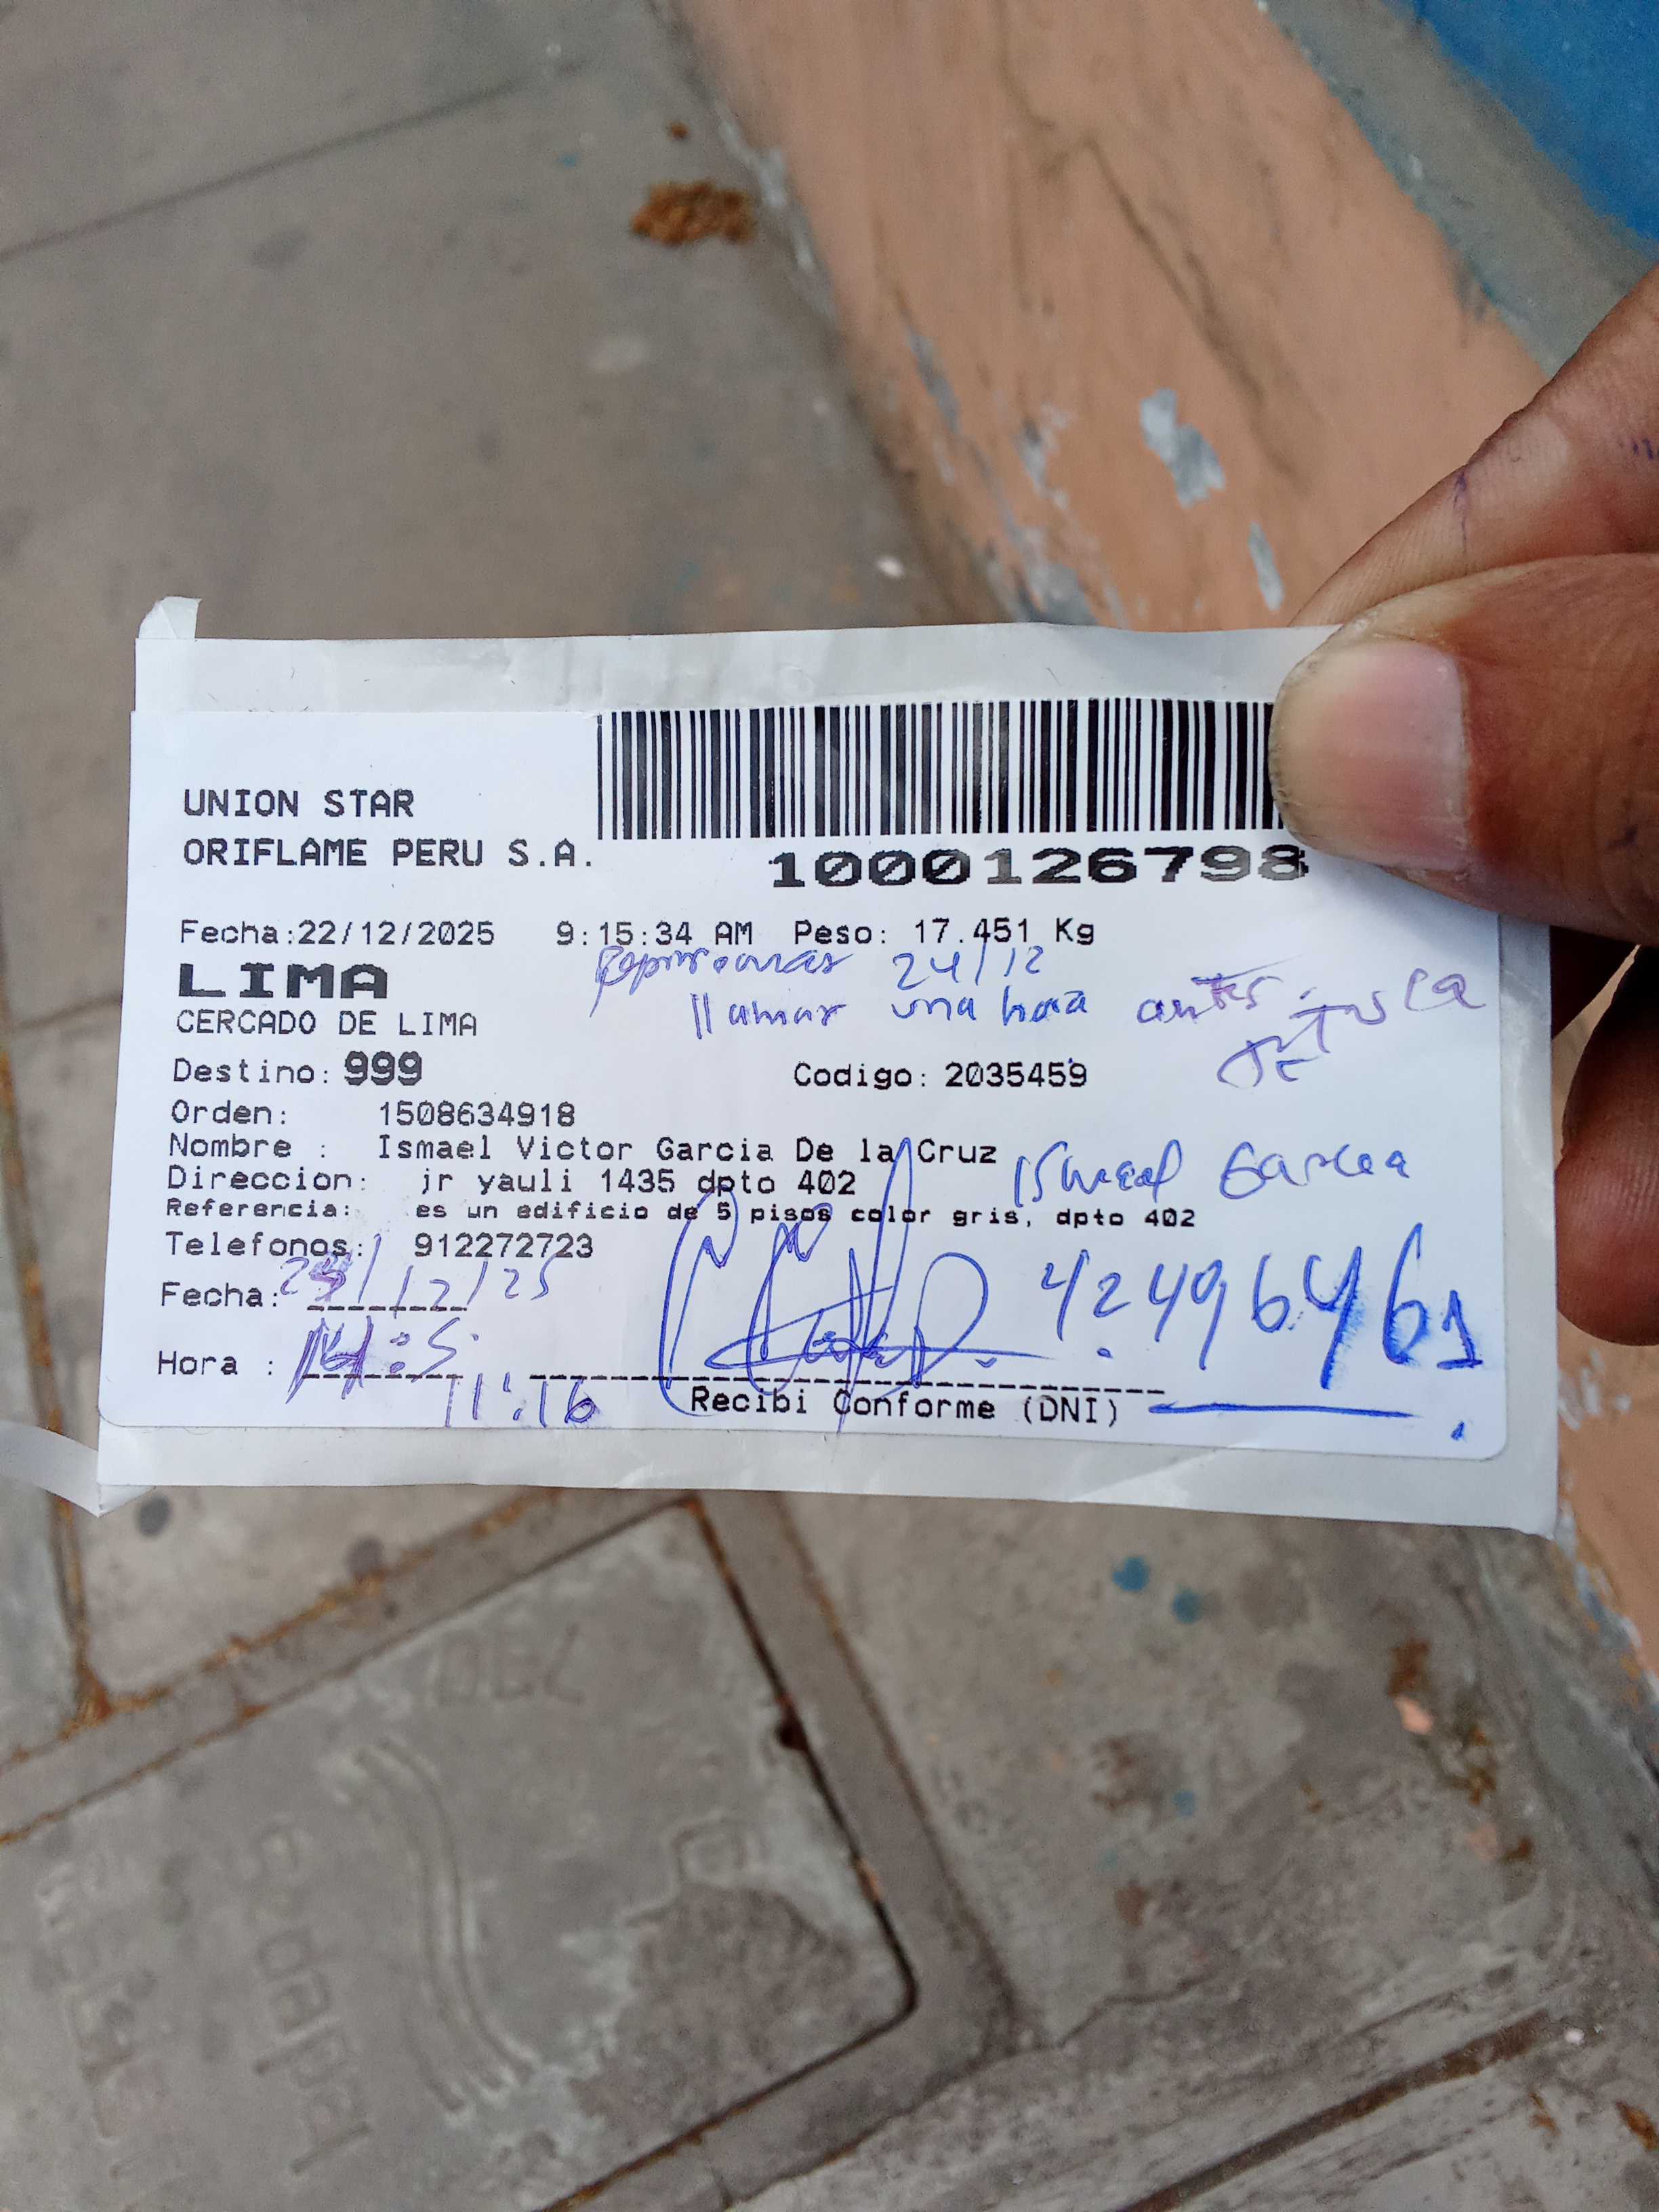 UNION STAR
ORIFLAME PERU S.A.
1000126798
Fecha:22/12/2025 9:15:34 AM Peso: 17.451 Kg
24/12
LIMA
llamar una hora antes
CERCADO DE LIMA
Destino: 999 Codigo: 2035459
Orden: 1508634918
Nombre : Ismael Victor Garcia De la Cruz
Ismael Garcia
Direccion: jr yauli 1435 dpto 402
Referencia: es un edificio de 5 pisos color gris, dpto 402
Telefonos: 912272723
Fecha: /12/25
Hora :
11:16
Recibi Conforme (DNI)
Sedapal